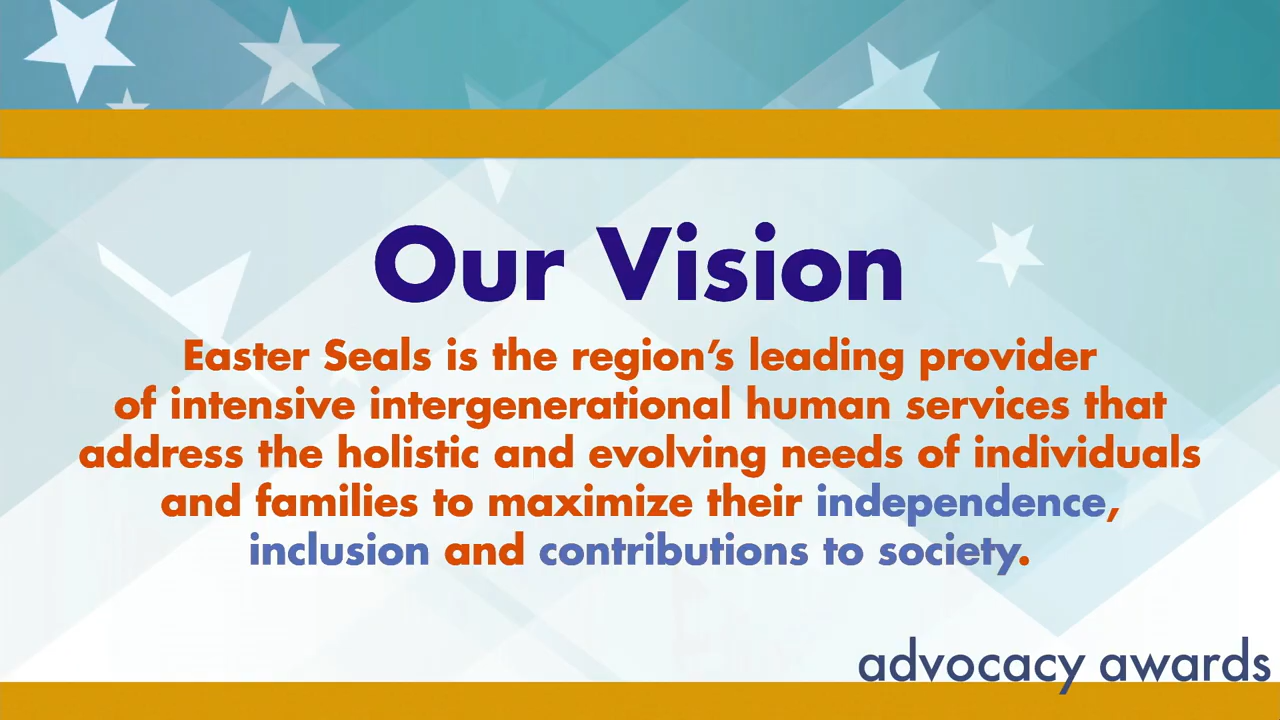 Our Vision
Easter Seals is the region’s leading provider
of intensive intergenerational human services that
address the holistic and evolving needs of individuals
and families to maximize their independence,
inclusion and contributions to society.
advocacy awards